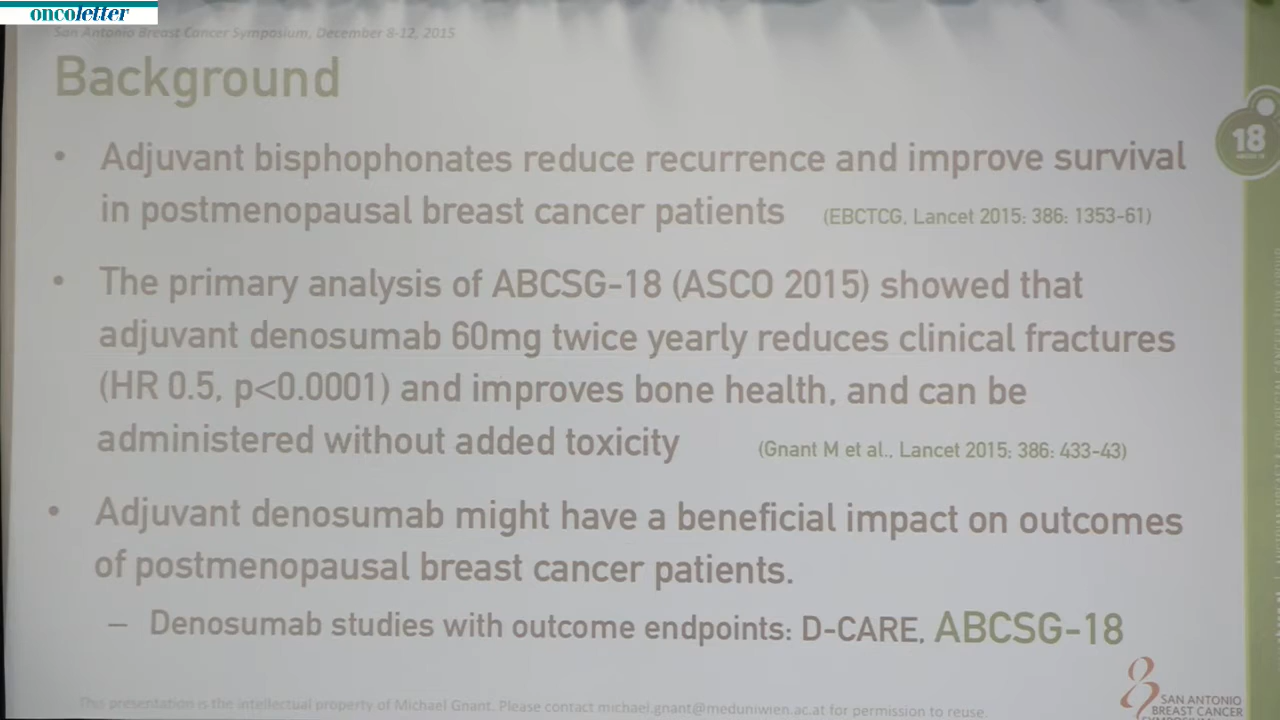 oncoletter
San Antonio Breast Cancer Symposium, December 8-12, 2015
Background
18
• Adjuvant bisphophonates reduce recurrence and improve survival
in postmenopausal breast cancer patients (EBCTCG, Lancet 2015; 386: 1353-61)
• The primary analysis of ABCSG-18 (ASCO 2015) showed that
adjuvant denosumab 60mg twice yearly reduces clinical fractures
(HR 0.5, p<0.0001) and improves bone health, and can be
administered without added toxicity (Gnant M et al., Lancet 2015; 386: 433-43)
• Adjuvant denosumab might have a beneficial impact on outcomes
of postmenopausal breast cancer patients.
– Denosumab studies with outcome endpoints: D-CARE, ABCSG-18
SAN ANTONIO
BREAST CANCER
This presentation is the intellectual property of Michael Gnant. Please contact michael.gnant@meduniwien.ac.at for permission to reuse.